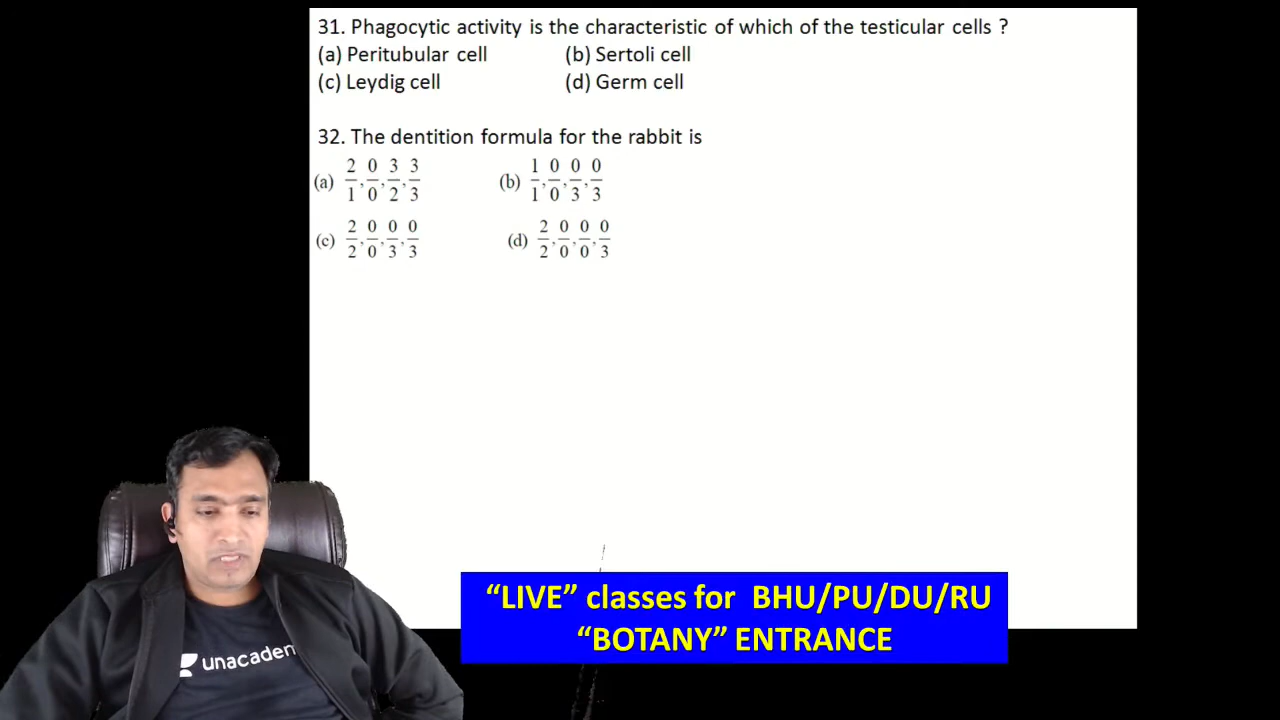 31. Phagocytic activity is the characteristic of which of the testicular cells ?
(a) Peritubular cell (b) Sertoli cell
(c) Leydig cell (d) Germ cell
32. The dentition formula for the rabbit is
(a) 2/1, 0/0, 3/2, 3/3 (b) 1/1, 0/0, 0/3, 0/3
(c) 2/2, 0/0, 0/3, 0/3 (d) 2/2, 0/0, 0/0, 0/3
“LIVE” classes for BHU/PU/DU/RU
“BOTANY” ENTRANCE
unacaden